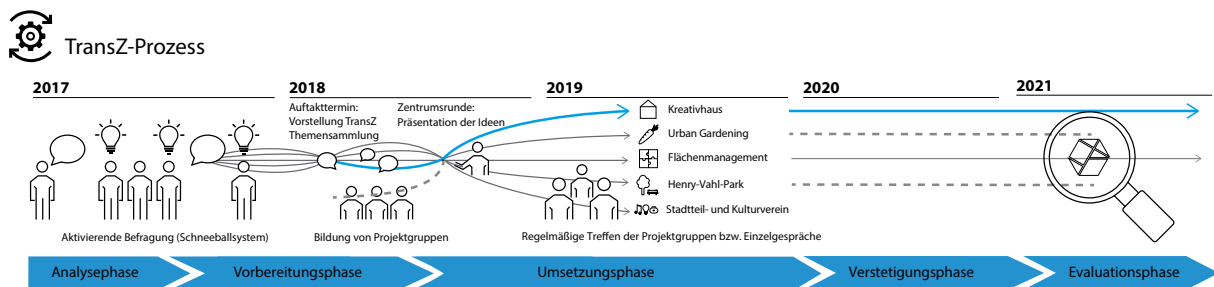 TransZ-Prozess
2017
2018
2019
2020
2021
Auftakttermin:
Vorstellung TransZ
Themensammlung
Zentrumsrunde:
Präsentation der Ideen
Kreativhaus
Urban Gardening
Flächenmanagement
Henry-Vahl-Park
Stadtteil- und Kulturverein
Aktivierende Befragung (Schneeballsystem)
Bildung von Projektgruppen
Regelmäßige Treffen der Projektgruppen bzw. Einzelgespräche
Analysephase
Vorbereitungsphase
Umsetzungsphase
Verstetigungsphase
Evaluationsphase